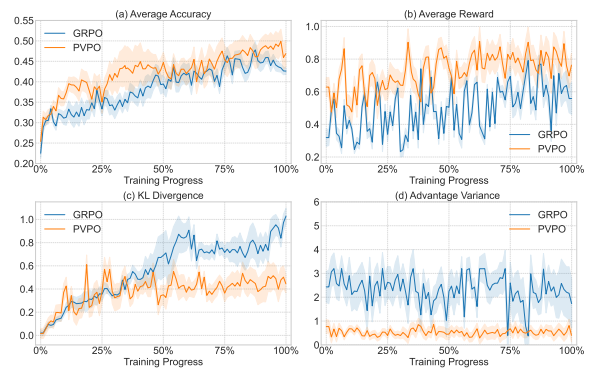 (a) Average Accuracy
0.55
0.50
0.45
0.40
0.35
0.30
0.25
0.20
GRPO
PVPO
0% 25% 50% 75% 100%
Training Progress
(b) Average Reward
1.0
0.8
0.6
0.4
0.2
GRPO
PVPO
0% 25% 50% 75% 100%
Training Progress
(c) KL Divergence
1.0
0.8
0.6
0.4
0.2
0.0
GRPO
PVPO
0% 25% 50% 75% 100%
Training Progress
(d) Advantage Variance
6
5
4
3
2
1
0
GRPO
PVPO
0% 25% 50% 75% 100%
Training Progress